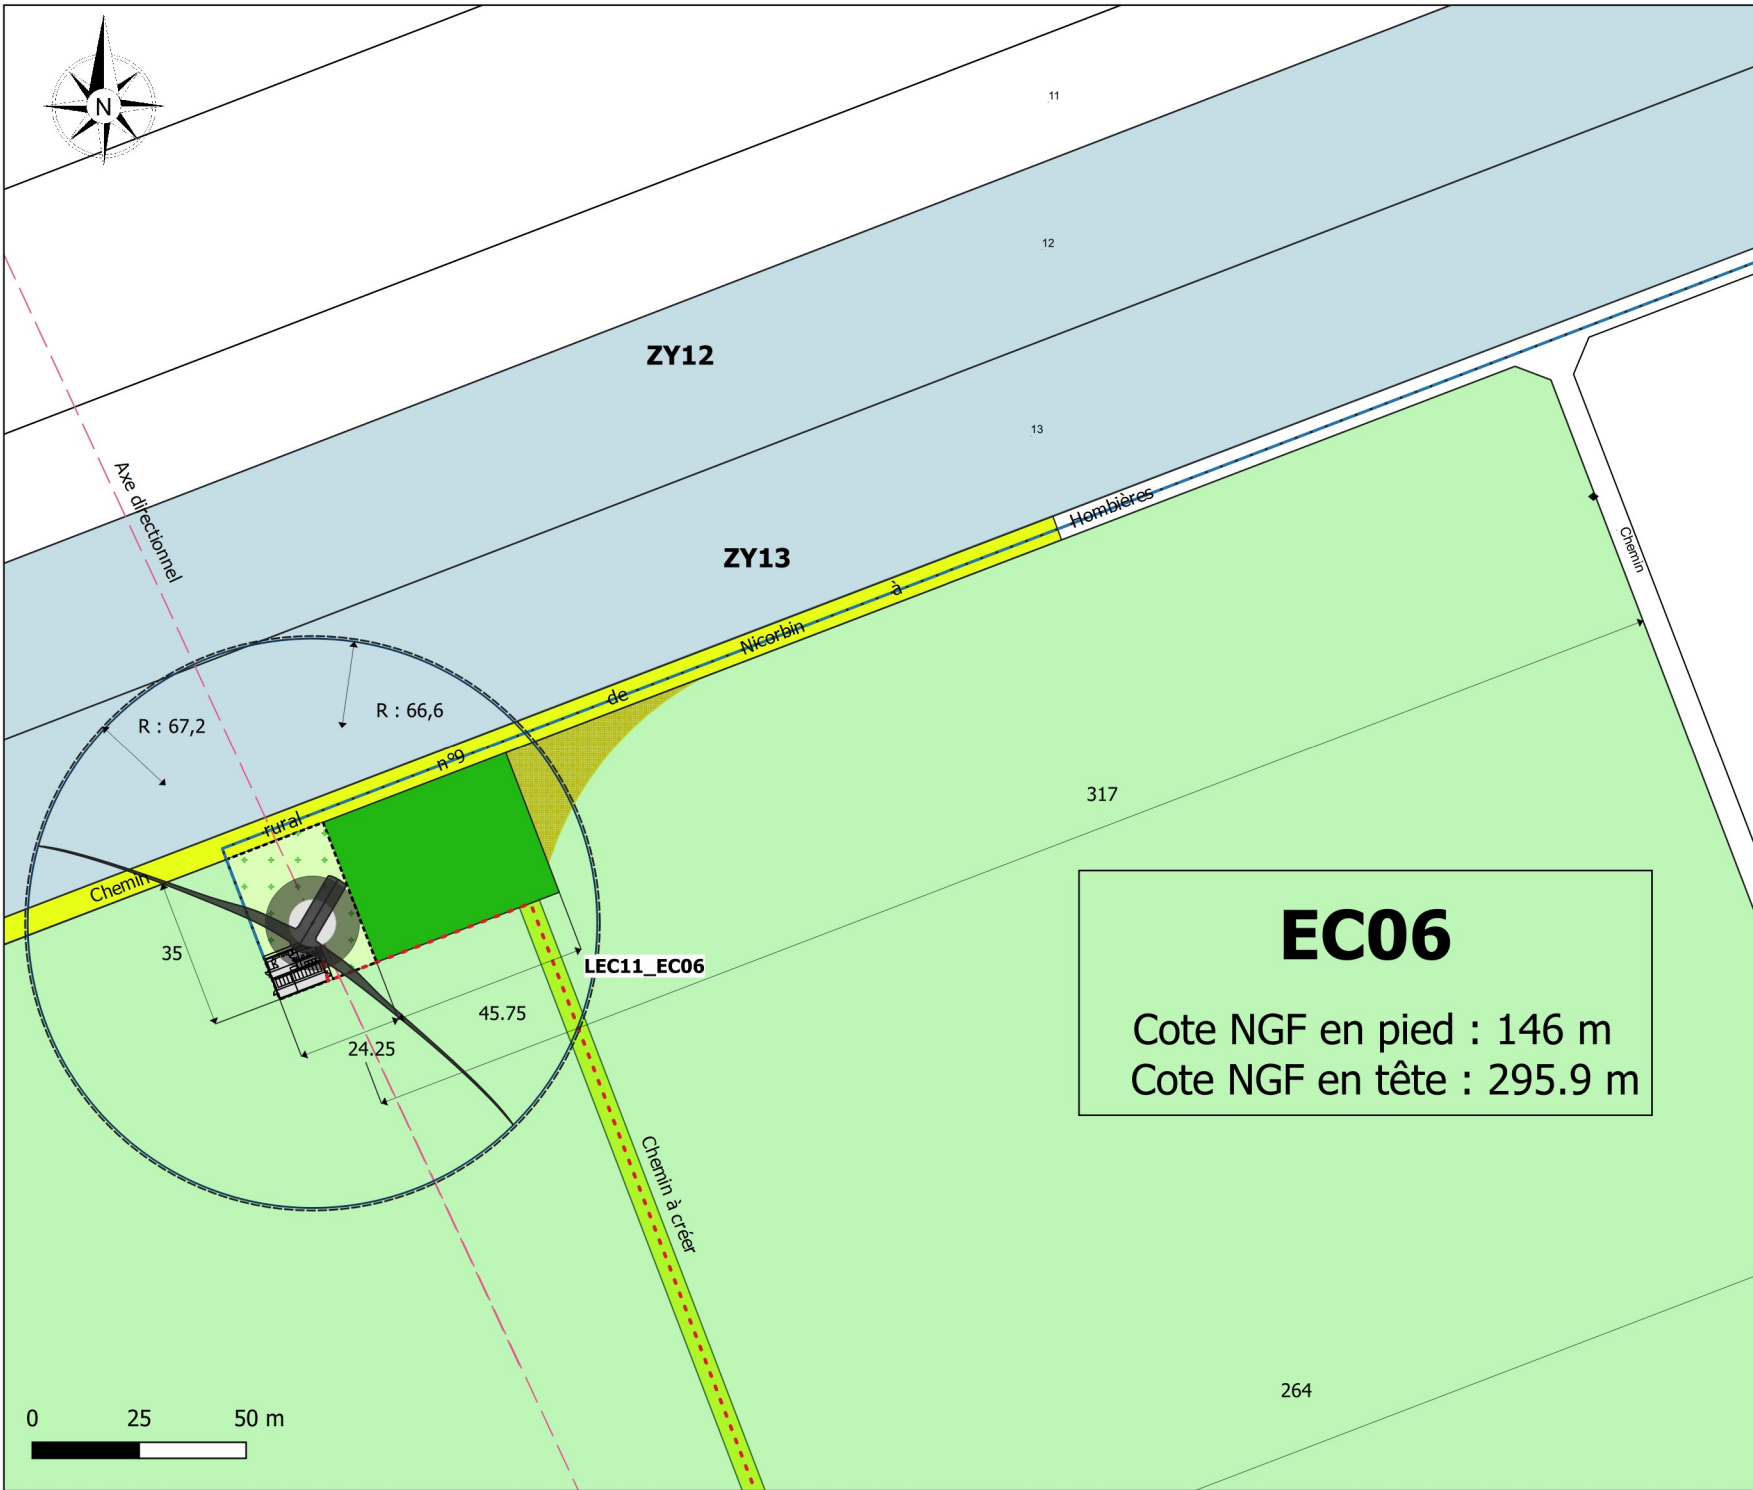 N
11
12
ZY12
13
Axe directionnel
Hombières
Chemin
ZY13
à
Nicorbin
de
R : 67,2
R : 66,6
n°9
rural
Chemin
317
35
LEC11_EC06
45.75
24.25
EC06
Cote NGF en pied : 146 m
Cote NGF en tête : 295.9 m
Chemin à créer
264
0 25 50 m